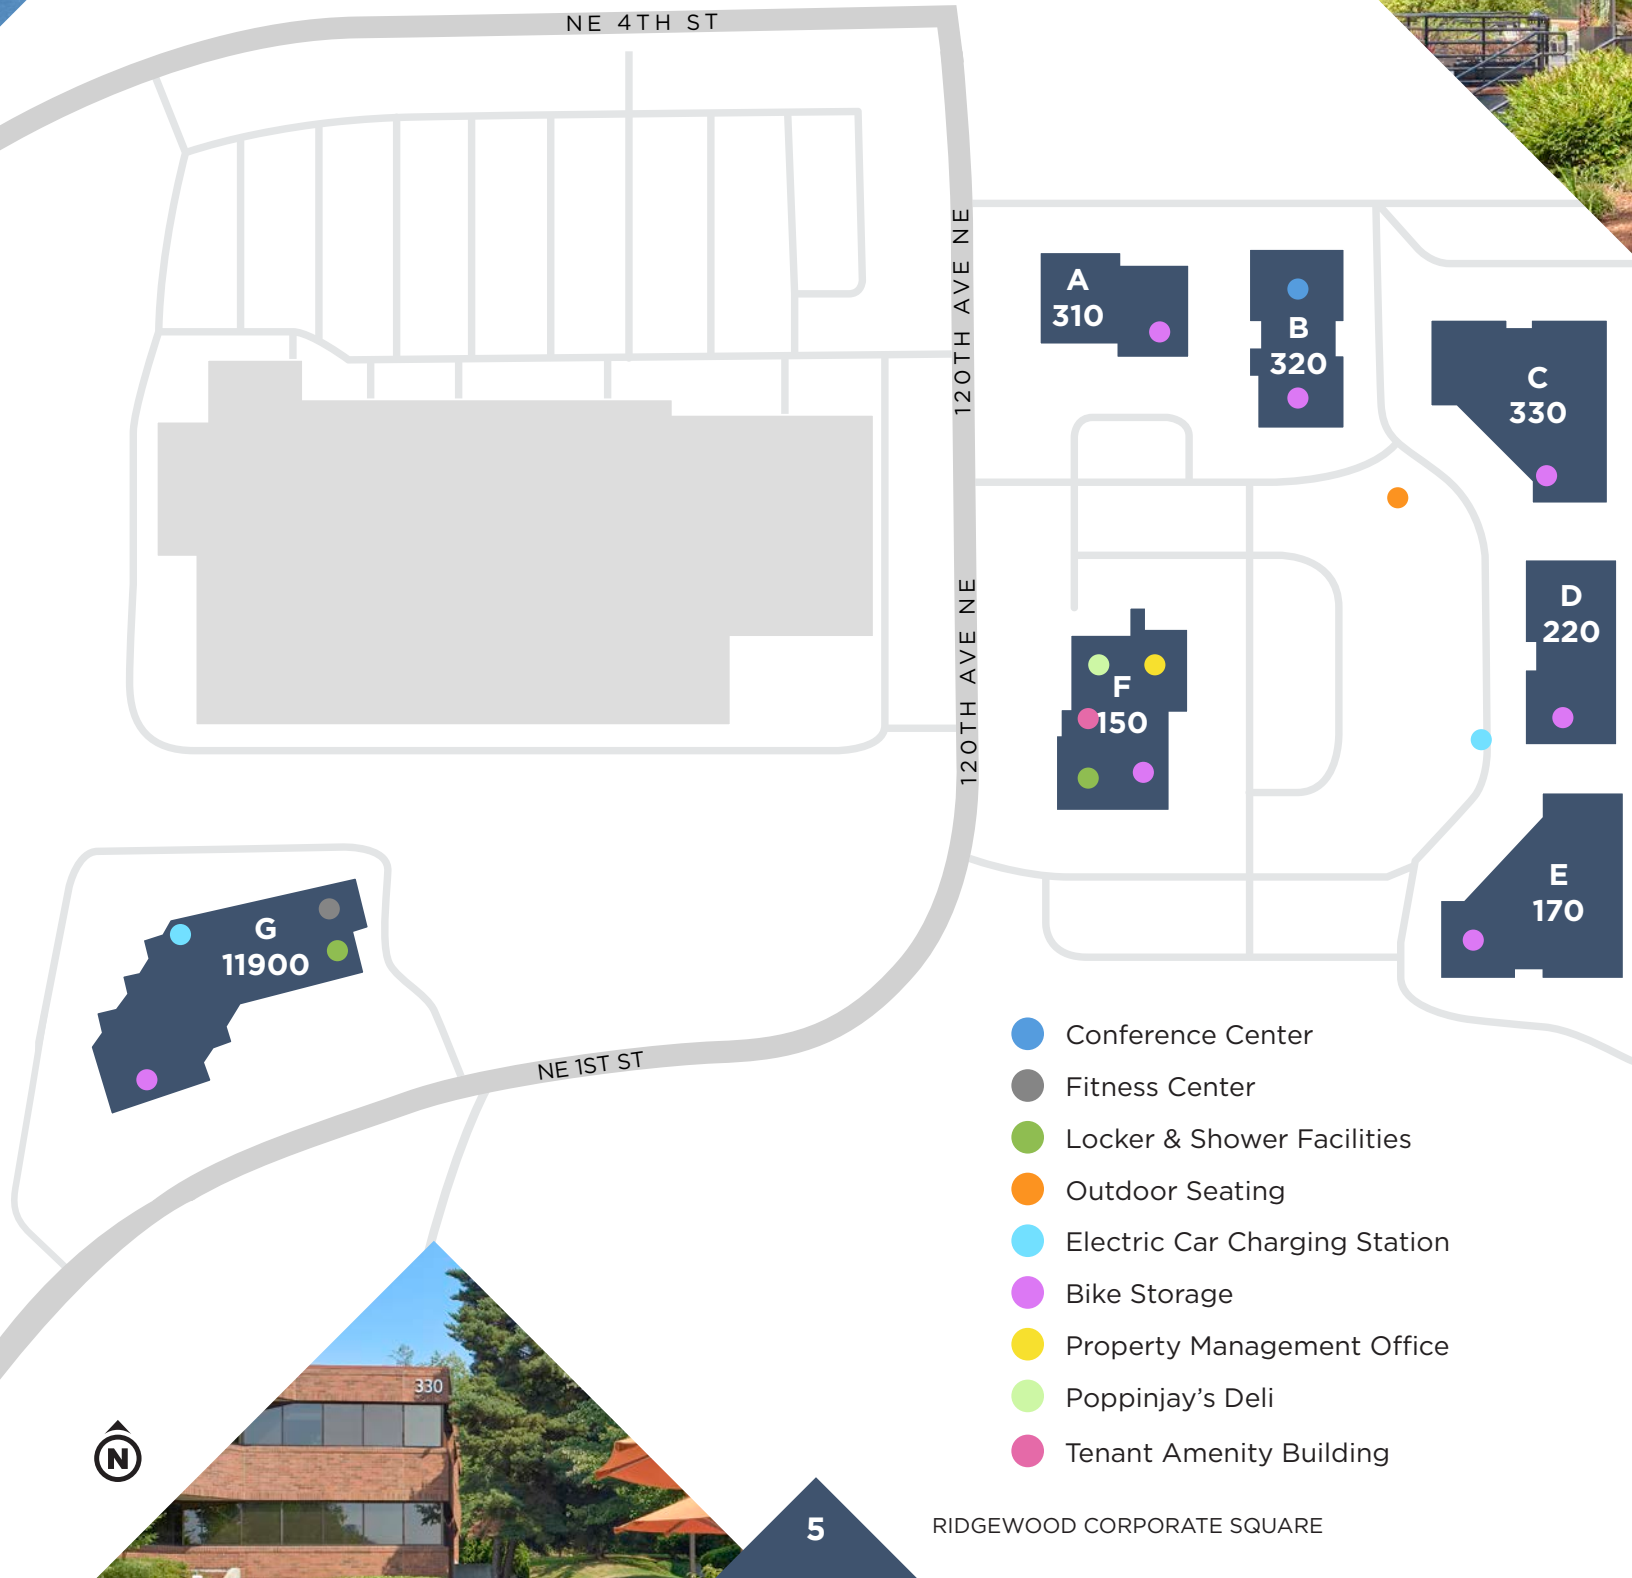 NE 4TH ST
120TH AVE NE
A
310
B
320
C
330
D
220
120TH AVE NE
F
150
E
170
G
11900
NE 1ST ST
Conference Center
Fitness Center
Locker & Shower Facilities
Outdoor Seating
Electric Car Charging Station
Bike Storage
Property Management Office
Poppinjay’s Deli
Tenant Amenity Building
330
N
5
RIDGEWOOD CORPORATE SQUARE